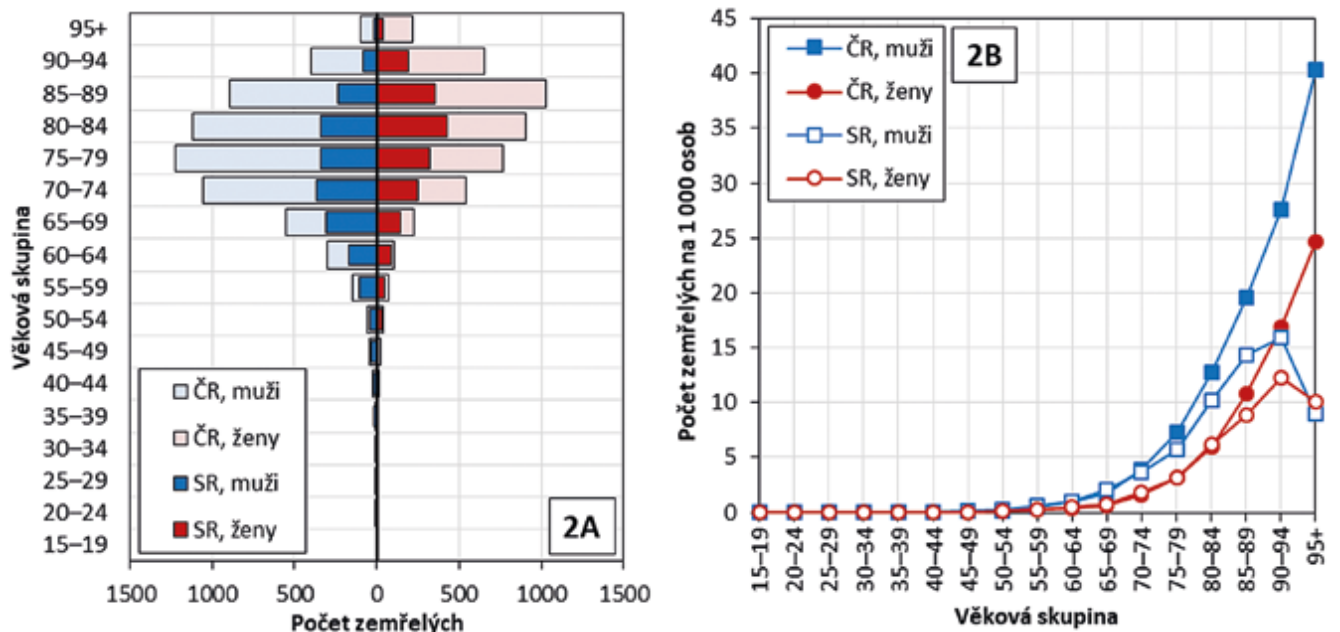 95+
90–94
85–89
80–84
75–79
70–74
65–69
60–64
55–59
50–54
45–49
40–44
35–39
30–34
25–29
20–24
15–19
Věková skupina
ČR, muži
ČR, ženy
SR, muži
SR, ženy
2A
1500 1000 500 0 500 1000 1500
Počet zemřelých
45
40
35
30
25
20
15
10
5
0
Počet zemřelých na 1 000 osob
ČR, muži
ČR, ženy
SR, muži
SR, ženy
2B
15–19
20–24
25–29
30–34
35–39
40–44
45–49
50–54
55–59
60–64
65–69
70–74
75–79
80–84
85–89
90–94
95+
Věková skupina